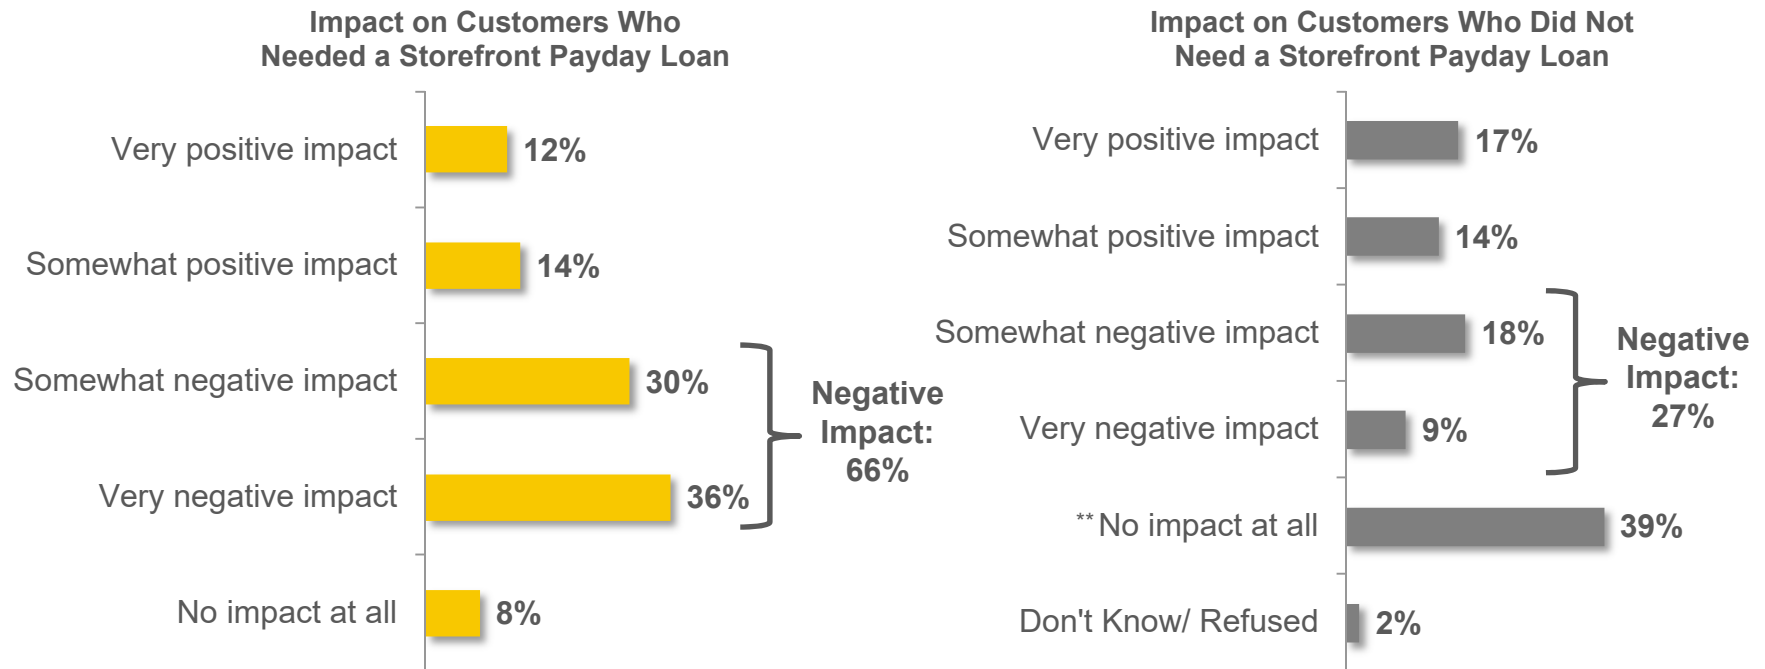 Impact on Customers Who
Needed a Storefront Payday Loan
Very positive impact 12%
Somewhat positive impact 14%
Somewhat negative impact 30%
Very negative impact 36%
No impact at all 8%
Negative
Impact:
66%
Impact on Customers Who Did Not
Need a Storefront Payday Loan
Very positive impact 17%
Somewhat positive impact 14%
Somewhat negative impact 18%
Very negative impact 9%
**No impact at all 39%
Don't Know/ Refused 2%
Negative
Impact:
27%